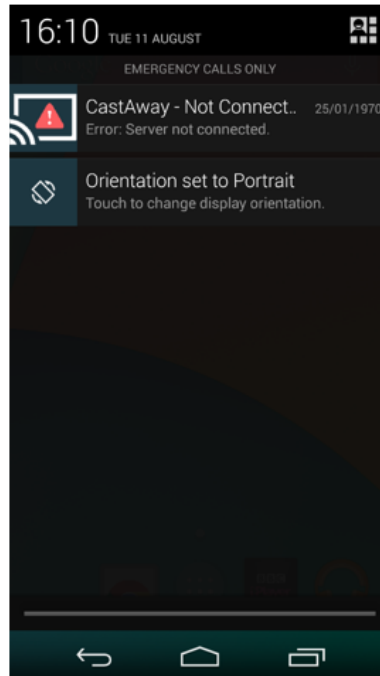 16:10 TUE 11 AUGUST
EMERGENCY CALLS ONLY
CastAway - Not Connect.. 25/01/1970
Error: Server not connected.
Orientation set to Portrait
Touch to change display orientation.